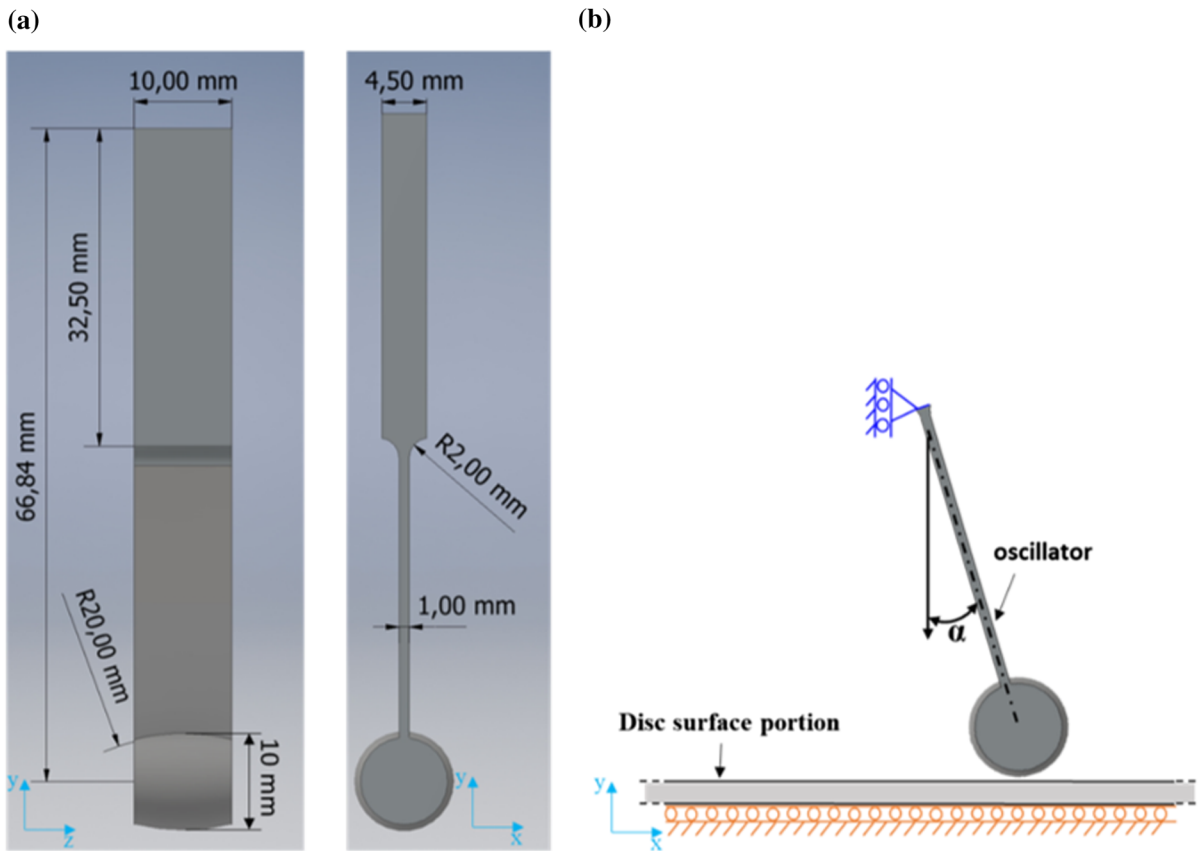 (a)
(b)
10,00 mm
4,50 mm
32,50 mm
66,84 mm
R2,00 mm
1,00 mm
R20,00 mm
10 mm
y
z
y
x
oscillator
α
Disc surface portion
y
x